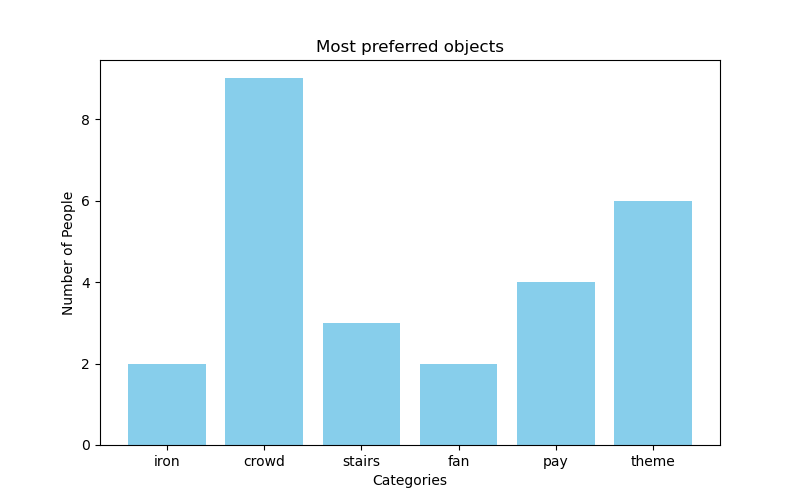 Most preferred objects
Number of People
8
6
4
2
0
iron crowd stairs fan pay theme
Categories